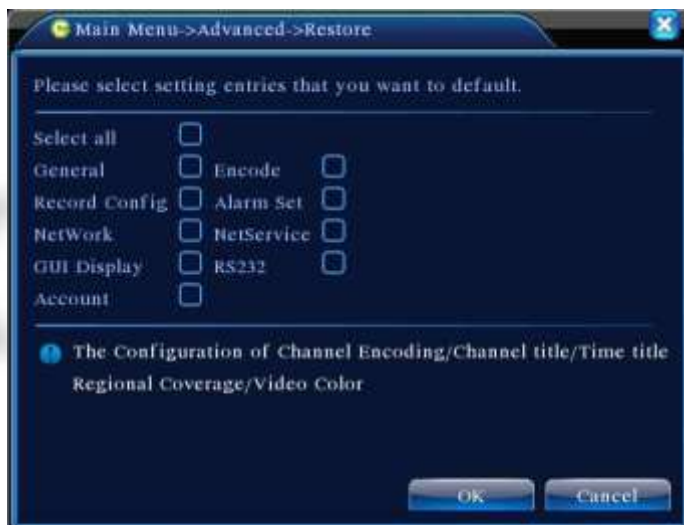 Main Menu->Advanced->Restore
Please select setting entries that you want to default.
Select all
General Encode
Record Config Alarm Set
NetWork NetService
GUI Display RS232
Account
The Configuration of Channel Encoding/Channel title/Time title
Regional Coverage/Video Color
OK Cancel